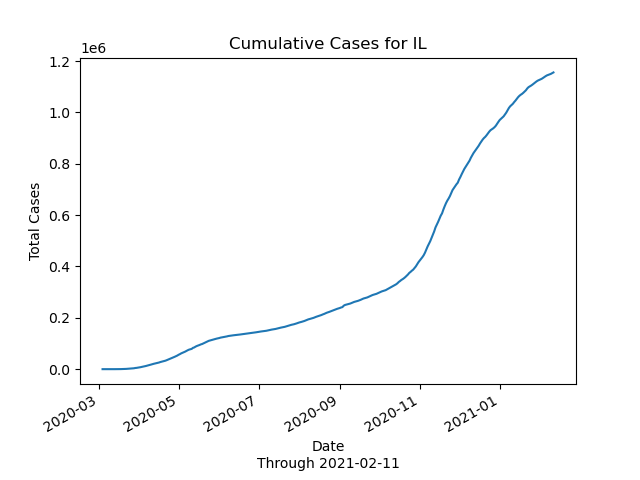 Cumulative Cases for IL
1e6
1.2
1.0
0.8
0.6
0.4
0.2
0.0
Total Cases
2020-03
2020-05
2020-07
2020-09
2020-11
2021-01
Date
Through 2021-02-11